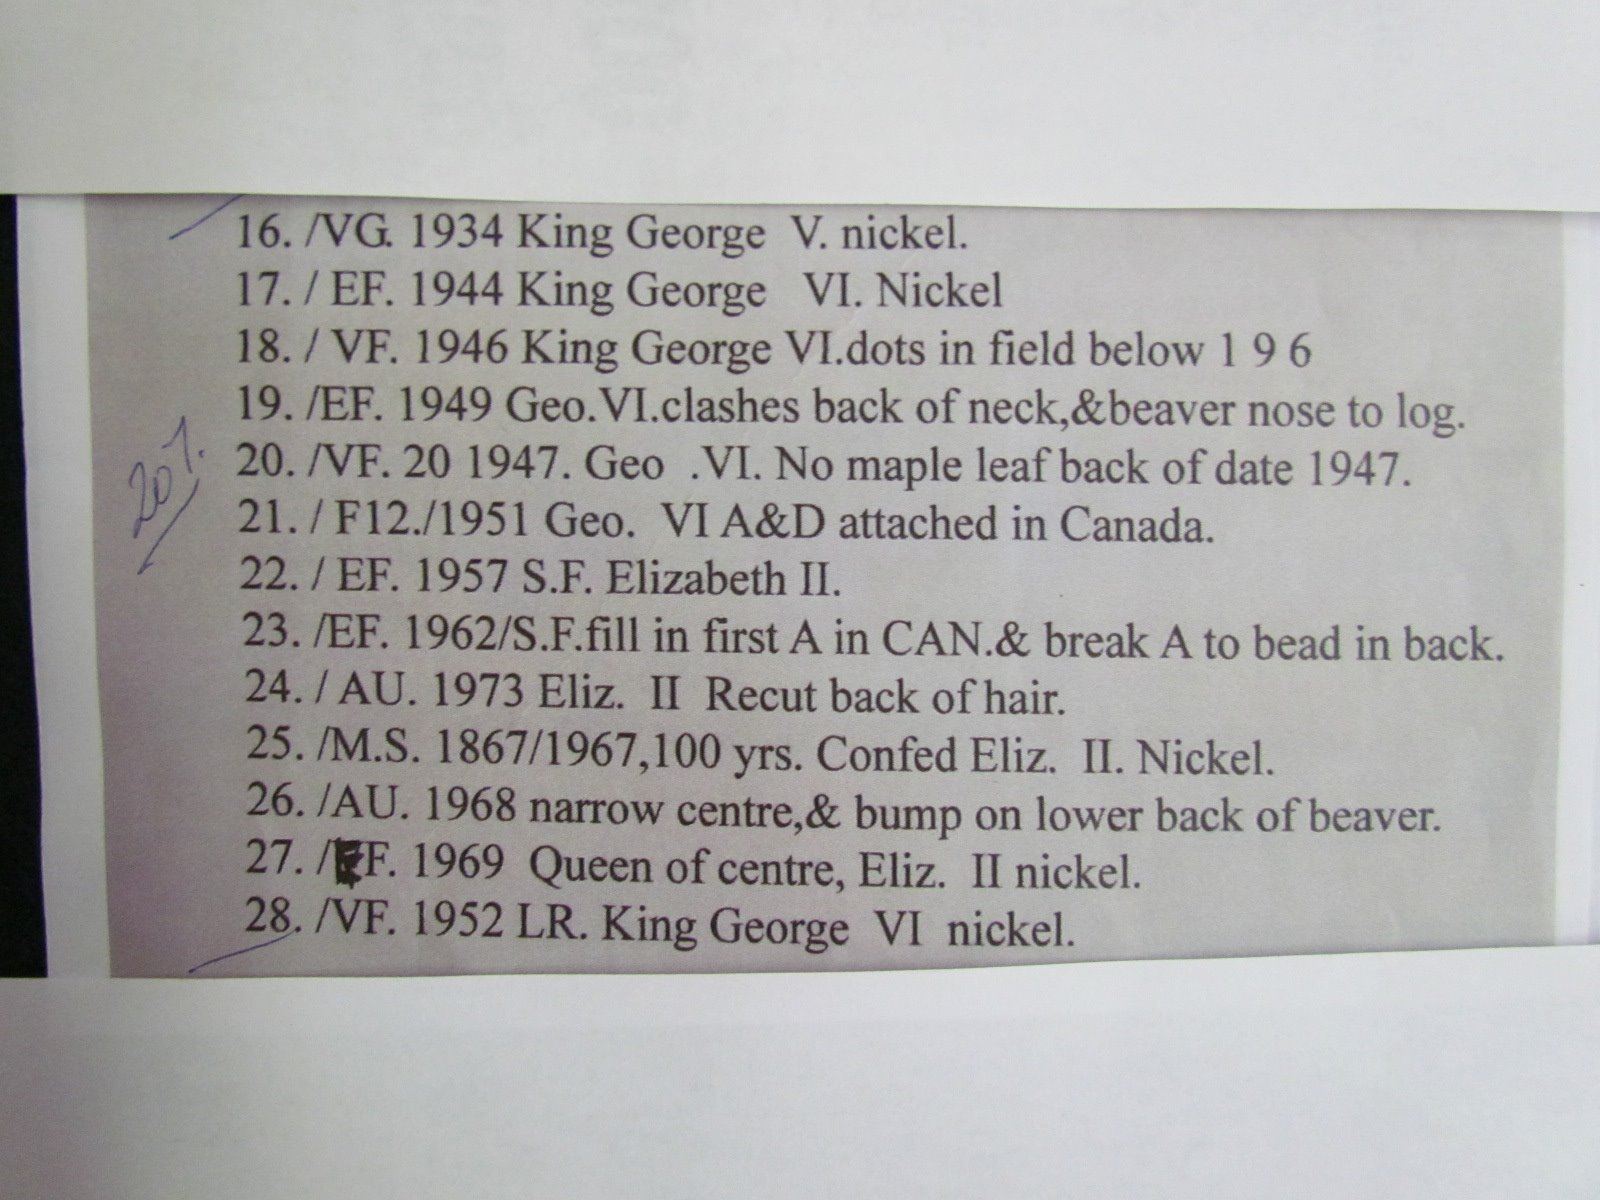 16. /VG. 1934 King George V. nickel.
17. / EF. 1944 King George VI. Nickel
18. / VF. 1946 King George VI.dots in field below 1 9 6
19. /EF. 1949 Geo.VI.clashes back of neck,&beaver nose to log.
20. /VF. 20 1947. Geo .VI. No maple leaf back of date 1947.
21. / F12./1951 Geo. VI A&D attached in Canada.
22. / EF. 1957 S.F. Elizabeth II.
23. /EF. 1962/S.F.fill in first A in CAN.& break A to bead in back.
24. / AU. 1973 Eliz. II Recut back of hair.
25. /M.S. 1867/1967,100 yrs. Confed Eliz. II. Nickel.
26. /AU. 1968 narrow centre,& bump on lower back of beaver.
27. /EF. 1969 Queen of centre, Eliz. II nickel.
28. /VF. 1952 LR. King George VI nickel.